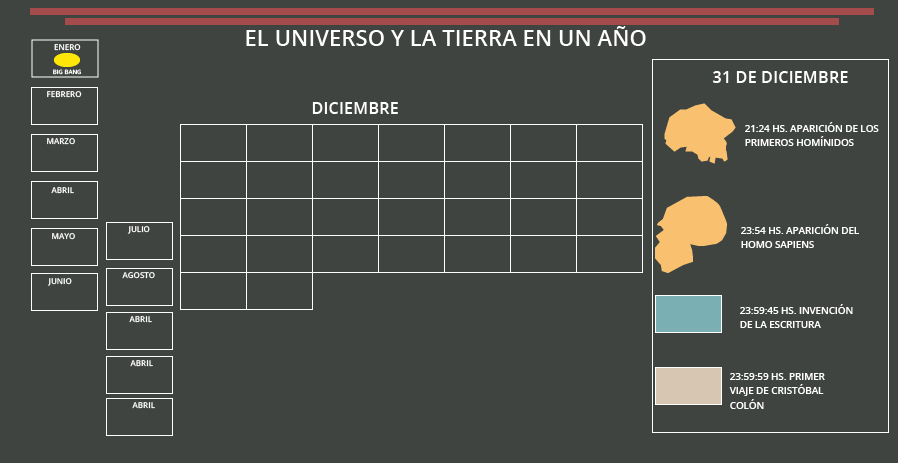 EL UNIVERSO Y LA TIERRA EN UN AÑO
ENERO
BIG BANG
FEBRERO
MARZO
ABRIL
MAYO
JUNIO
JULIO
AGOSTO
ABRIL
ABRIL
ABRIL
DICIEMBRE
31 DE DICIEMBRE
21:24 HS. APARICIÓN DE LOS
PRIMEROS HOMÍNIDOS
23:54 HS. APARICIÓN DEL
HOMO SAPIENS
23:59:45 HS. INVENCIÓN
DE LA ESCRITURA
23:59:59 HS. PRIMER
VIAJE DE CRISTÓBAL
COLÓN